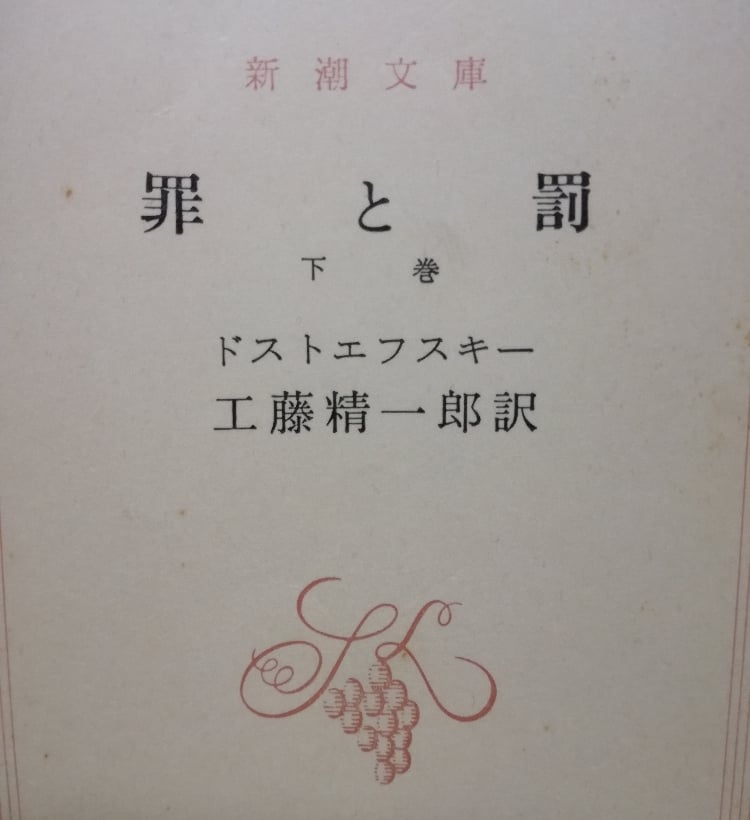 新潮文庫
罪と罰
下巻
ドストエフスキー
工藤精一郎訳